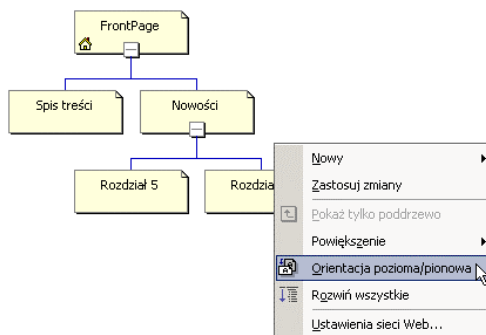 FrontPage
Spis treści
Nowości
Rozdział 5
Nowy
Zastosuj zmiany
Pokaż tylko poddrzewo
Powiększenie
Orientacja pozioma/pionowa
Rozwiń wszystkie
Ustawienia sieci Web...